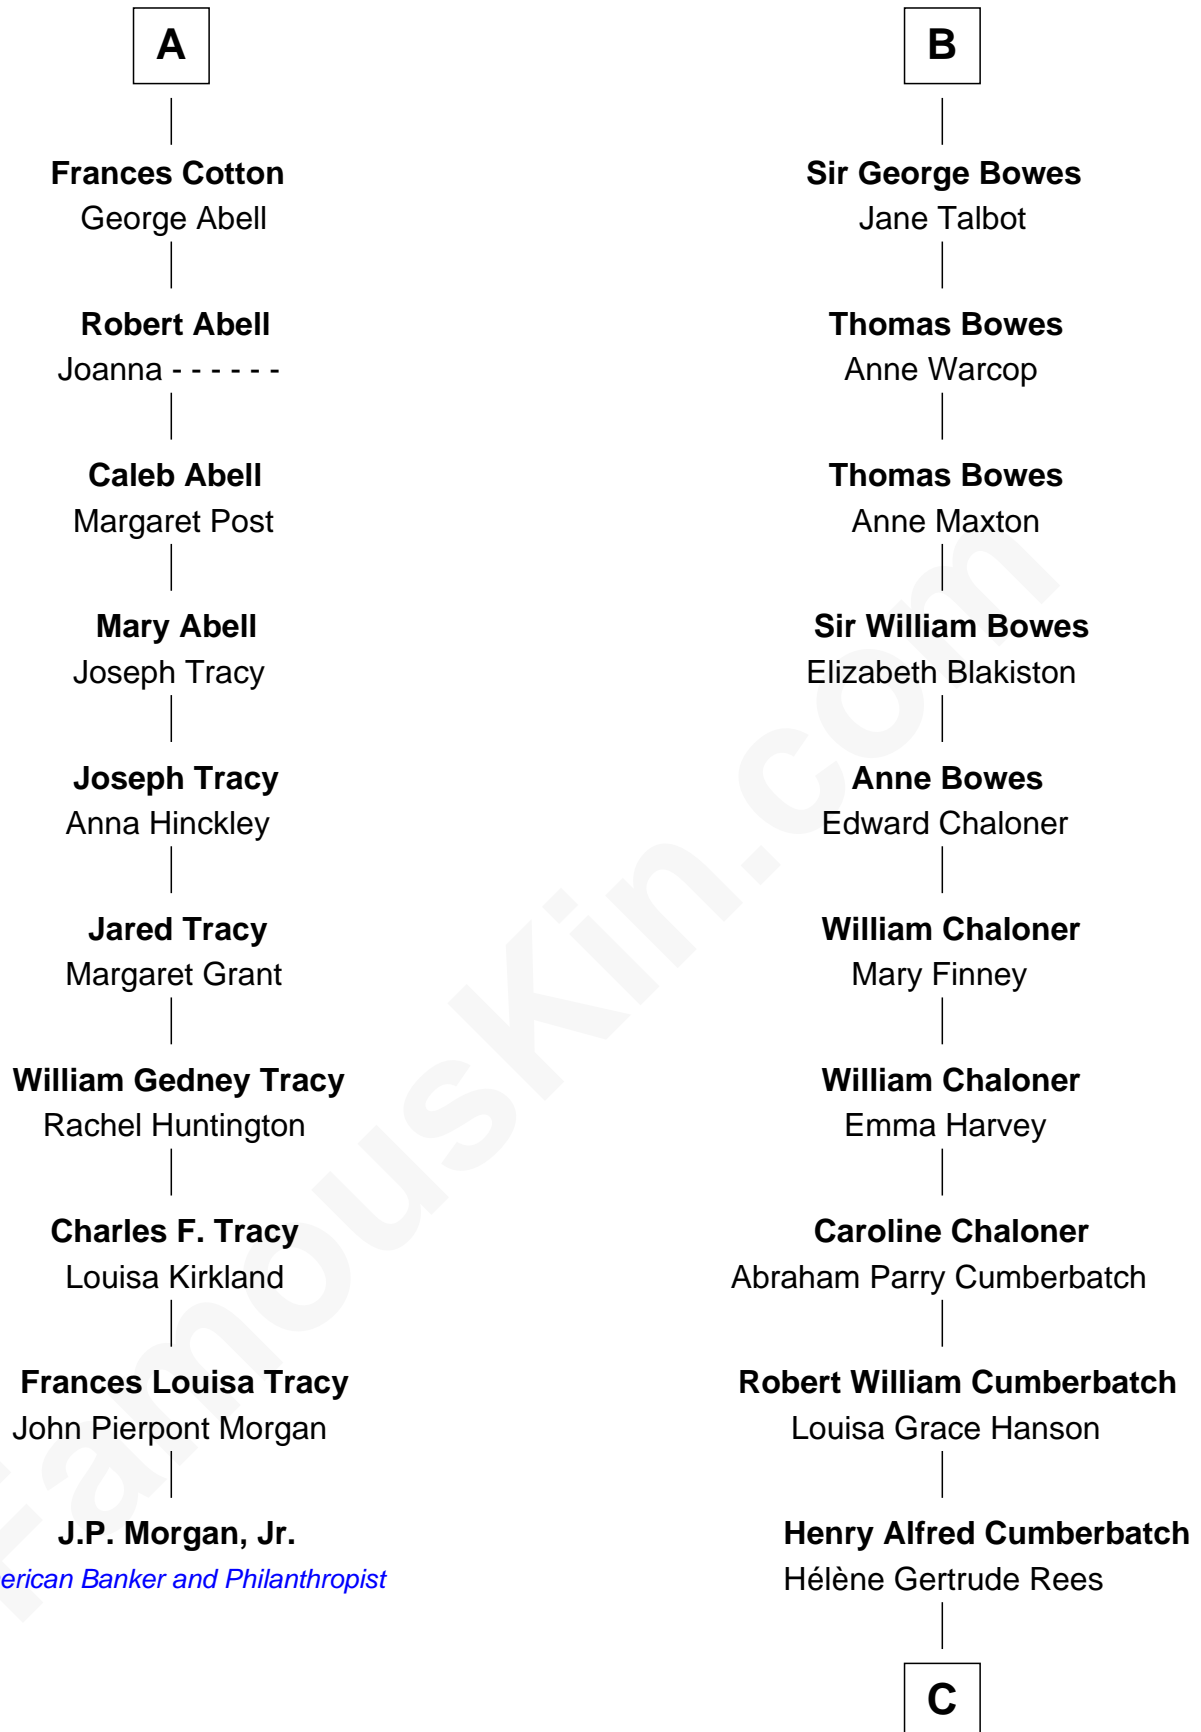 A
Frances Cotton
George Abell
Robert Abell
Joanna - - - - - -
Caleb Abell
Margaret Post
Mary Abell
Joseph Tracy
Joseph Tracy
Anna Hinckley
Jared Tracy
Margaret Grant
William Gedney Tracy
Rachel Huntington
Charles F. Tracy
Louisa Kirkland
Frances Louisa Tracy
John Pierpont Morgan
J.P. Morgan, Jr.
erican Banker and Philanthropist
B
Sir George Bowes
Jane Talbot
Thomas Bowes
Anne Warcop
Thomas Bowes
Anne Maxton
Sir William Bowes
Elizabeth Blakiston
Anne Bowes
Edward Chaloner
William Chaloner
Mary Finney
William Chaloner
Emma Harvey
Caroline Chaloner
Abraham Parry Cumberbatch
Robert William Cumberbatch
Louisa Grace Hanson
Henry Alfred Cumberbatch
Hélène Gertrude Rees
C
FamousKin.com